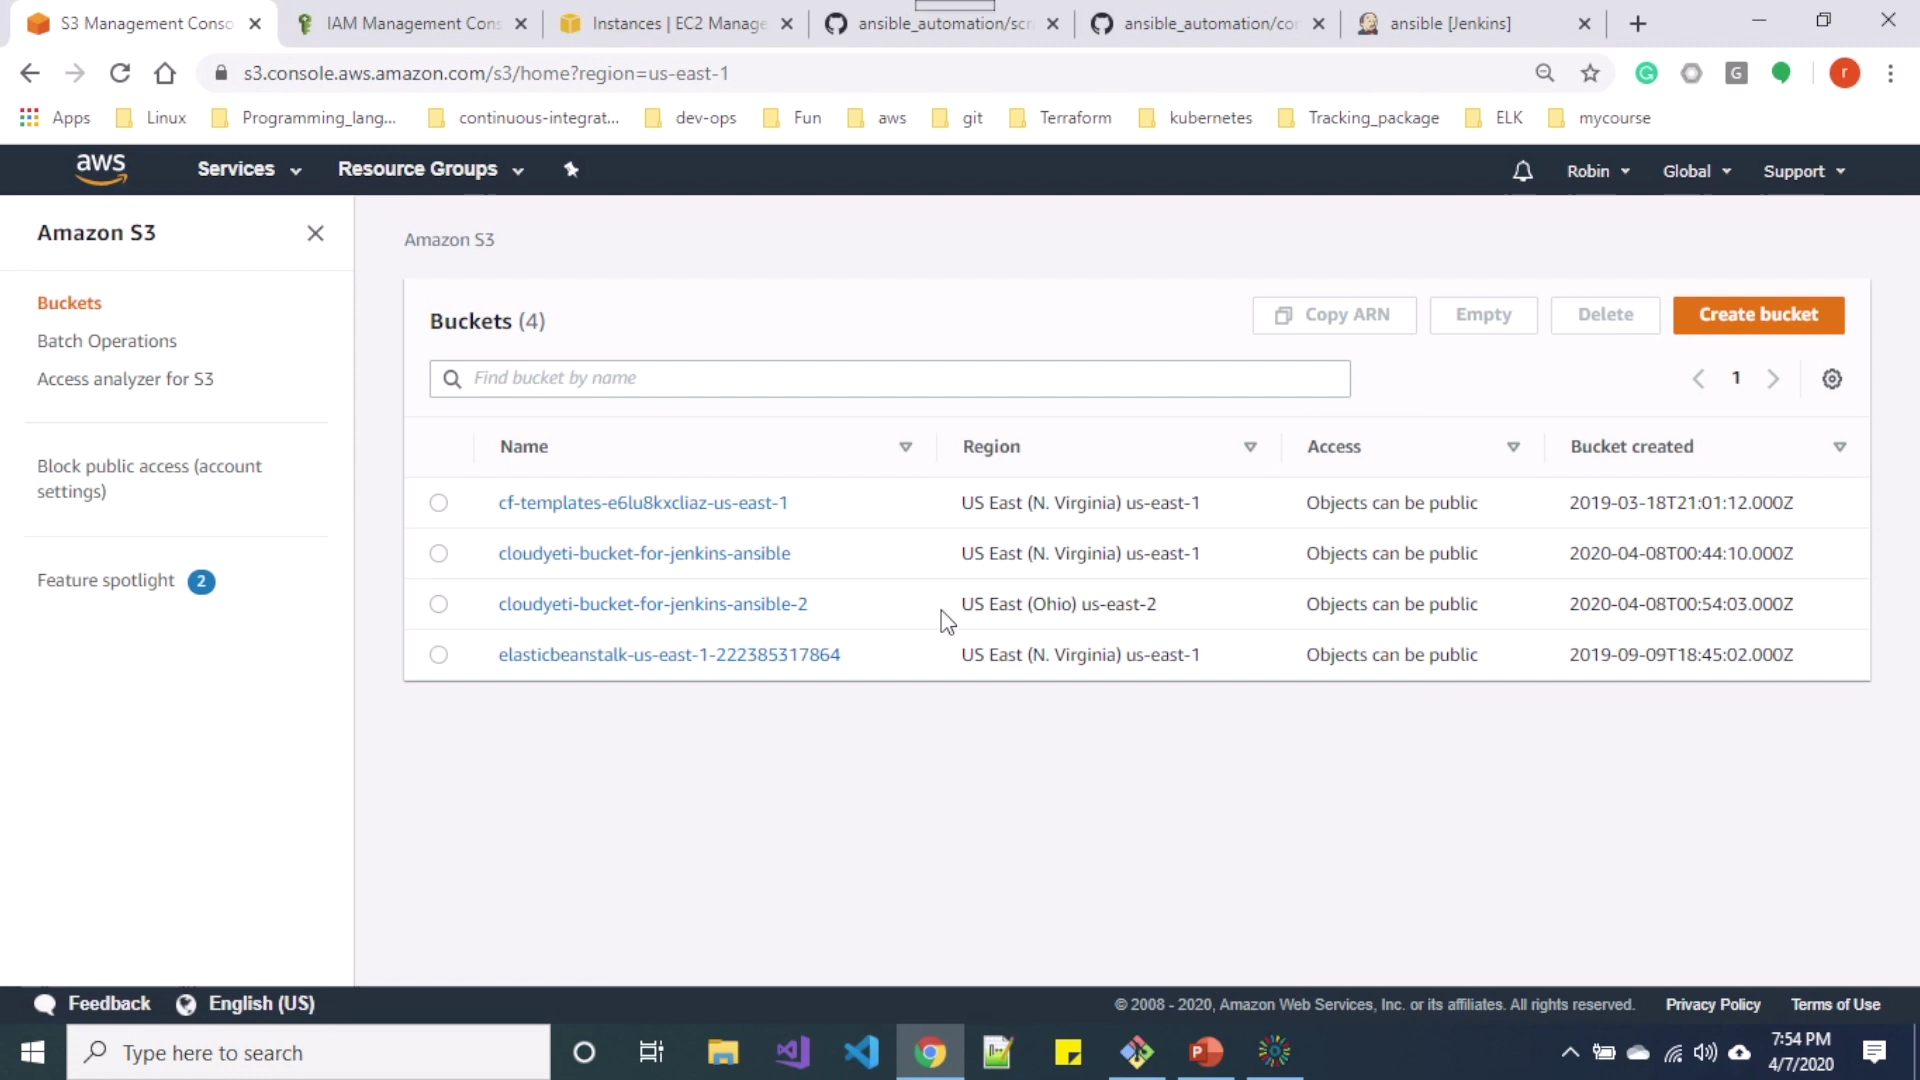 S3 Management Conso
IAM Management Cons
Instances | EC2 Manage
ansible_automation/scri
ansible_automation/co
ansible [Jenkins]
s3.console.aws.amazon.com/s3/home?region=us-east-1
G
r
Apps
Linux
Programming_lang...
continuous-integrat...
dev-ops
Fun
aws
git
Terraform
kubernetes
Tracking_package
ELK
mycourse
aws
Services
Resource Groups
Robin
Global
Support
Amazon S3
Buckets
Batch Operations
Access analyzer for S3
Block public access (account
settings)
Feature spotlight 2
Amazon S3
Buckets (4)
Copy ARN
Empty
Delete
Create bucket
Find bucket by name
1
Name Region Access Bucket created
cf-templates-e6lu8kxcliaz-us-east-1 US East (N. Virginia) us-east-1 Objects can be public 2019-03-18T21:01:12.000Z
cloudyeti-bucket-for-jenkins-ansible US East (N. Virginia) us-east-1 Objects can be public 2020-04-08T00:44:10.000Z
cloudyeti-bucket-for-jenkins-ansible-2 US East (Ohio) us-east-2 Objects can be public 2020-04-08T00:54:03.000Z
elasticbeanstalk-us-east-1-222385317864 US East (N. Virginia) us-east-1 Objects can be public 2019-09-09T18:45:02.000Z
Feedback
English (US)
© 2008 - 2020, Amazon Web Services, Inc. or its affiliates. All rights reserved.
Privacy Policy
Terms of Use
Type here to search
7:54 PM
4/7/2020